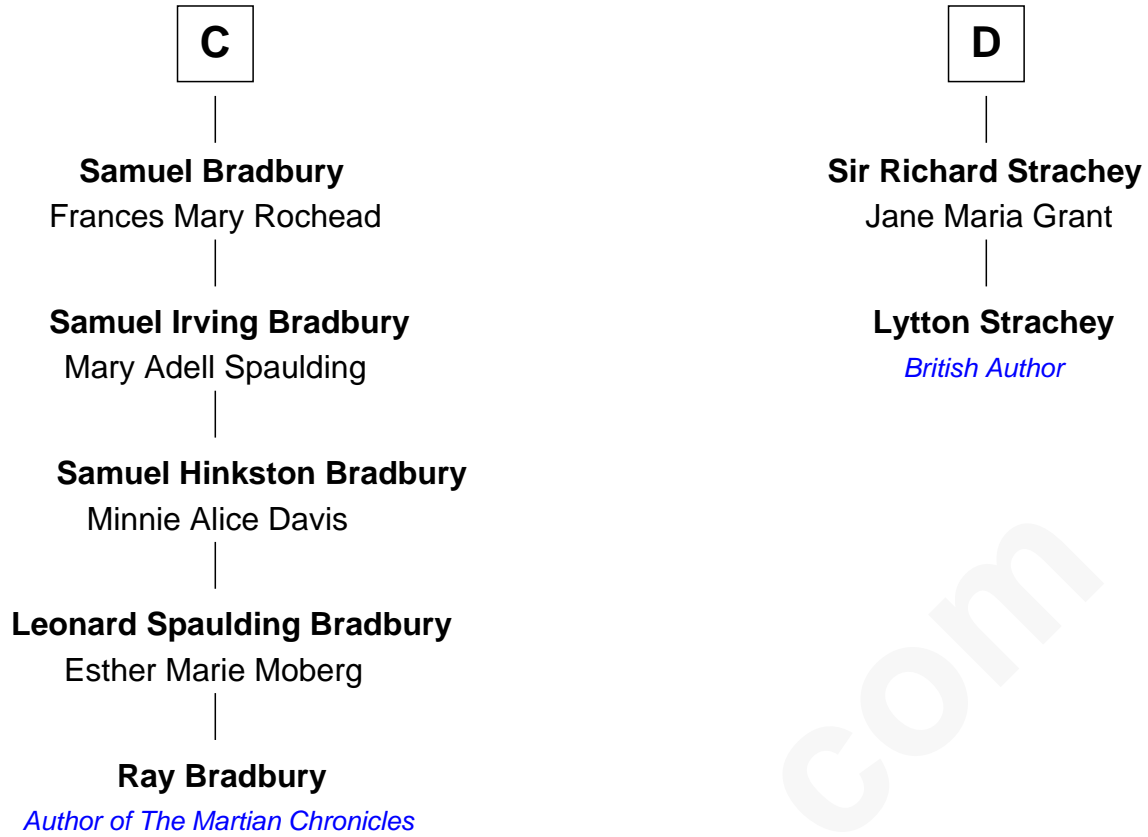 C
Samuel Bradbury
Frances Mary Rochead
Samuel Irving Bradbury
Mary Adell Spaulding
Samuel Hinkston Bradbury
Minnie Alice Davis
Leonard Spaulding Bradbury
Esther Marie Moberg
Ray Bradbury
Author of The Martian Chronicles
D
Sir Richard Strachey
Jane Maria Grant
Lytton Strachey
British Author
com